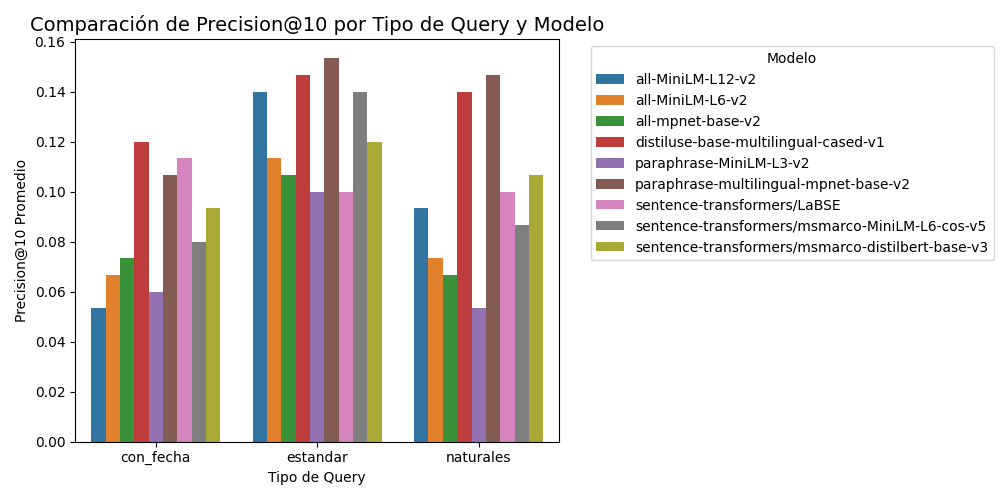 Comparación de Precision@10 por Tipo de Query y Modelo
Precision@10 Promedio
0.16
0.14
0.12
0.10
0.08
0.06
0.04
0.02
0.00
con_fecha
estandar
naturales
Tipo de Query
Modelo
all-MiniLM-L12-v2
all-MiniLM-L6-v2
all-mpnet-base-v2
distiluse-base-multilingual-cased-v1
paraphrase-MiniLM-L3-v2
paraphrase-multilingual-mpnet-base-v2
sentence-transformers/LaBSE
sentence-transformers/msmarco-MiniLM-L6-cos-v5
sentence-transformers/msmarco-distilbert-base-v3